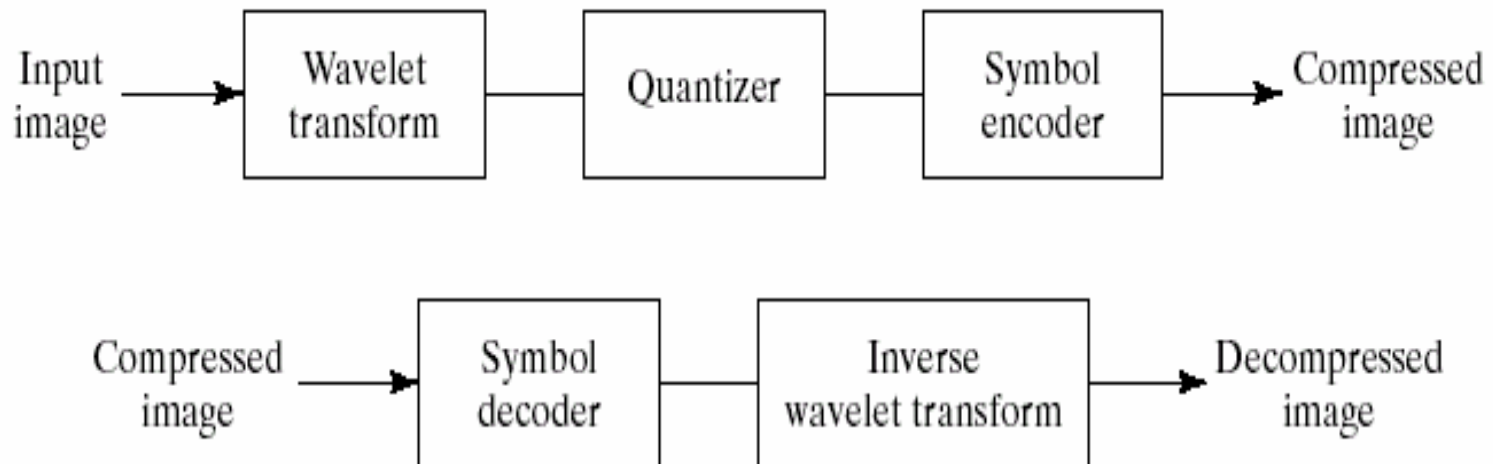 Input
image
Wavelet
transform
Quantizer
Symbol
encoder
Compressed
image
Compressed
image
Symbol
decoder
Inverse
wavelet transform
Decompressed
image